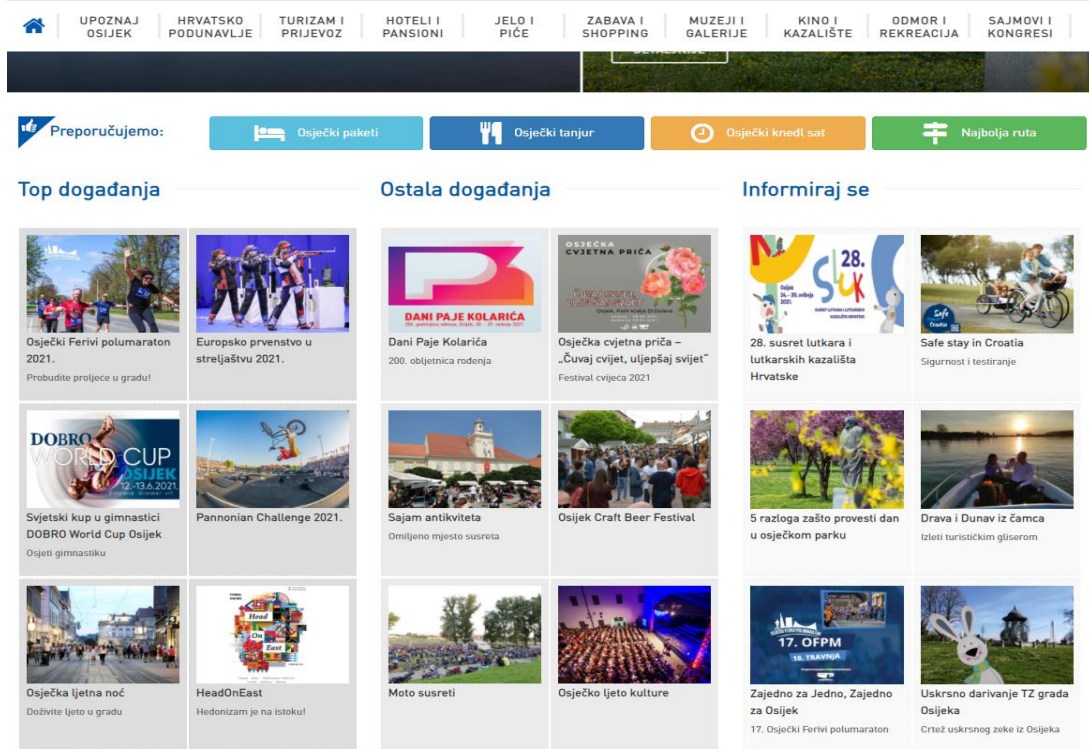 UPOZNAJ
OSIJEK
HRVATSKO
PODUNAVLJE
TURIZAM I
PRIJEVOZ
HOTELI I
PANSIONI
JELO I
PIĆE
ZABAVA I
SHOPPING
MUZEJI I
GALERIJE
KINO I
KAZALIŠTE
ODMOR I
REKREACIJA
SAJMOVI I
KONGRESI
Preporučujemo:
Osječki paketi
Osječki tanjur
Osječki knedl sat
Najbolja ruta
Top događanja
Osječki Ferivi polumaraton
2021.
Probudite proljeće u gradu!
Europsko prvenstvo u
streljaštvu 2021.
DOBRO
WORLD CUP
OSIJEK
12.-13.6.2021.
Svjetski kup u gimnastici
DOBRO World Cup Osijek
Osjeti gimnastiku
Pannonian Challenge 2021.
Osječka ljetna noć
Doživite ljeto u gradu
Head
On
East
HeadOnEast
Hedonizam je na istoku!
Ostala događanja
DANI PAJE KOLARIĆA
Dani Paje Kolarića
200. obljetnica rođenja
OSJEČKA
CVJETNA PRIČA
ČUVAJ CVIJET,
ULJEPŠAJ SVIJET
Osječka cvjetna priča –
„Čuvaj cvijet, uljepšaj svijet“
Festival cvijeća 2021
Sajam antikviteta
Omiljeno mjesto susreta
Osijek Craft Beer Festival
Moto susreti
Osječko ljeto kulture
Informiraj se
28.
SLUK
28. susret lutkara i
lutkarskih kazališta
Hrvatske
Safe
Croatia
Safe stay in Croatia
Sigurnost i testiranje
5 razloga zašto provesti dan
u osječkom parku
Drava i Dunav iz čamca
Izleti turističkim gliserom
17. OFPM
10. TRAVNJA
Zajedno za Jedno, Zajedno
za Osijek
17. Osječki Ferivi polumaraton
Uskrsno darivanje TZ grada
Osijeka
Crtež uskrsnog zeke iz Osijeka